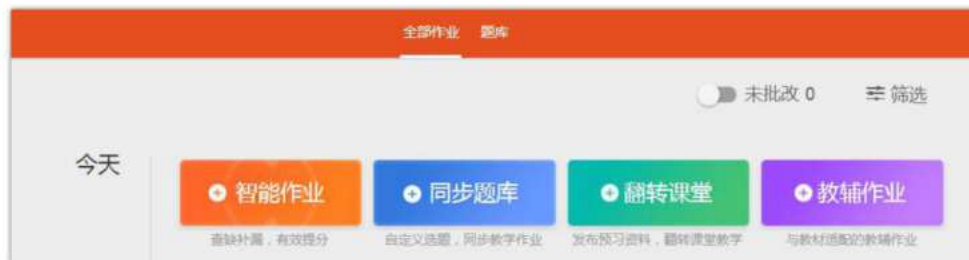 全部作业 题库
未批改 0 筛选
今天
智能作业 同步题库 翻转课堂 教辅作业
查缺补漏，有效提分 自定义选题，同步教学作业 发布预习资料，翻转课堂教学 与教材适配的教辅作业